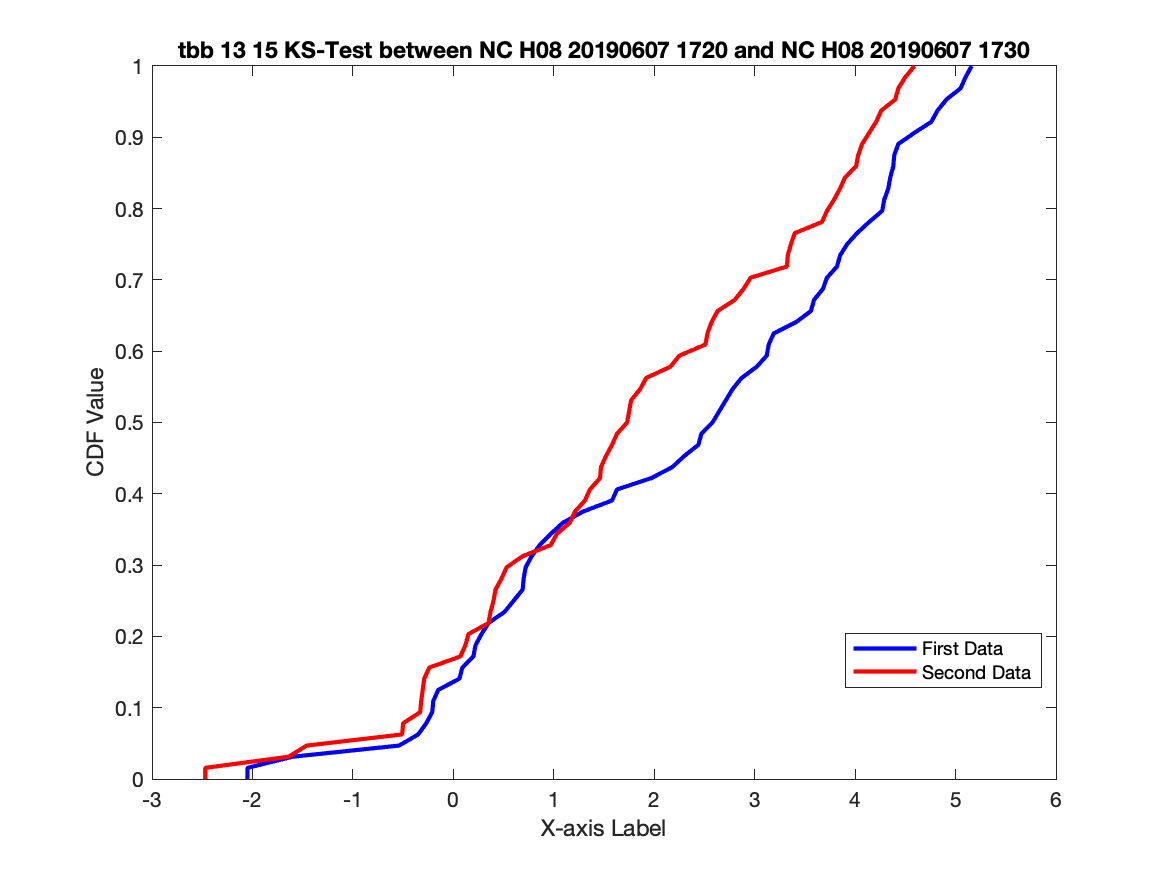 tbb 13 15 KS-Test between NC H08 20190607 1720 and NC H08 20190607 1730
1
0.9
0.8
0.7
0.6
0.5
0.4
0.3
0.2
0.1
0
CDF Value
First Data
Second Data
-3 -2 -1 0 1 2 3 4 5 6
X-axis Label